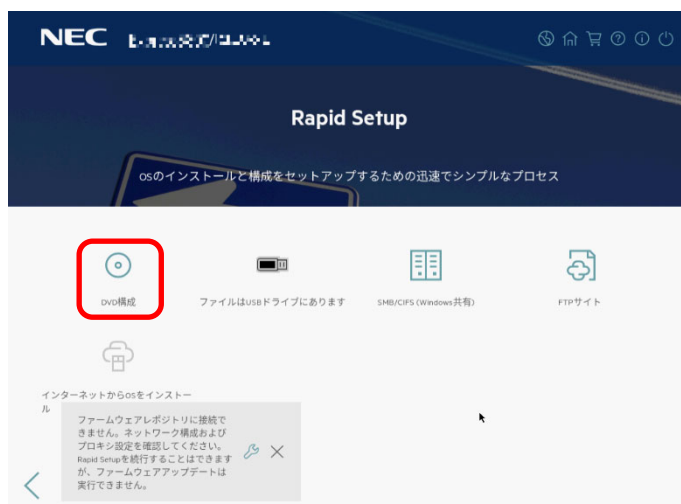 NEC
Rapid Setup
OSのインストールと構成をセットアップするための迅速でシンプルなプロセス
DVD構成
ファイルはUSBドライブにあります
SMB/CIFS (Windows共有)
FTPサイト
インターネットからOSをインストー
ル
ファームウェアレポジトリに接続で
きません。ネットワーク構成および
プロキシ設定を確認してください。
Rapid Setupを続行することはできます
が、ファームウェアアップデートは
実行できません。